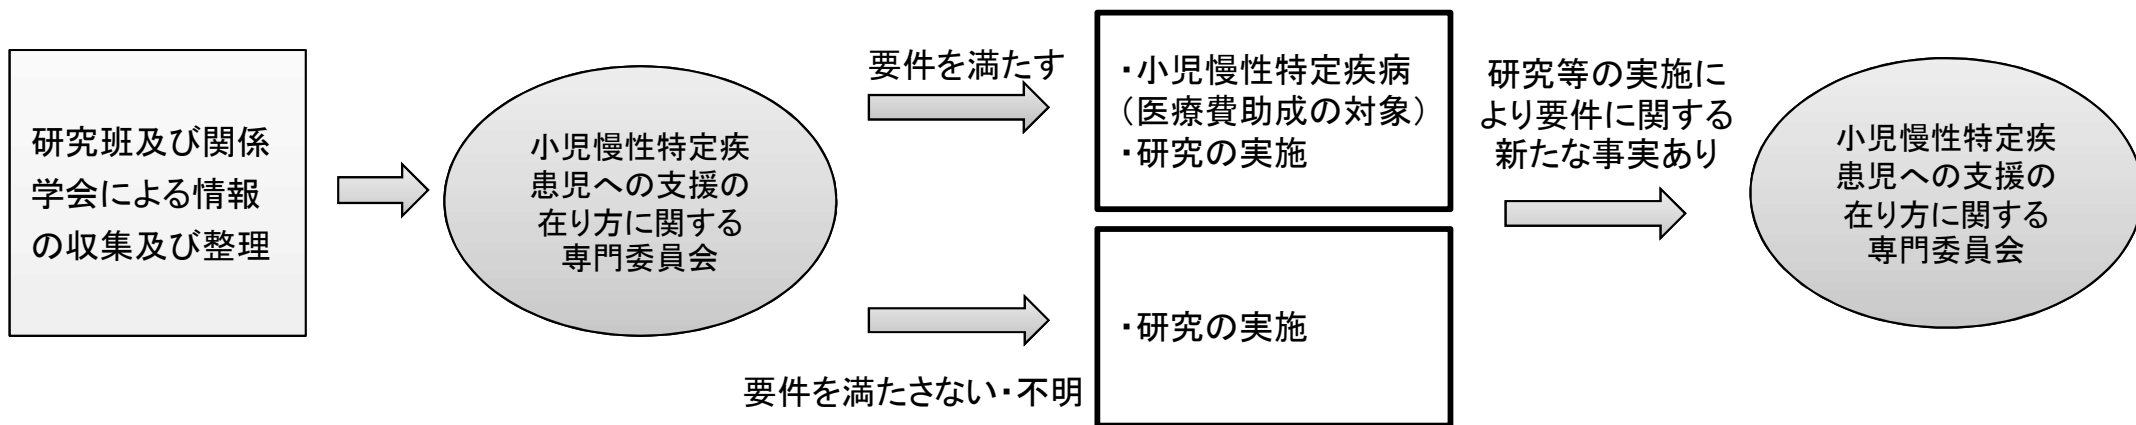 研究班及び関係
学会による情報
の収集及び整理
小児慢性特定疾
患児への支援の
在り方に関する
専門委員会
要件を満たす
・小児慢性特定疾病
（医療費助成の対象）
・研究の実施
要件を満たさない・不明
・研究の実施
研究等の実施に
より要件に関する
新たな事実あり
小児慢性特定疾
患児への支援の
在り方に関する
専門委員会